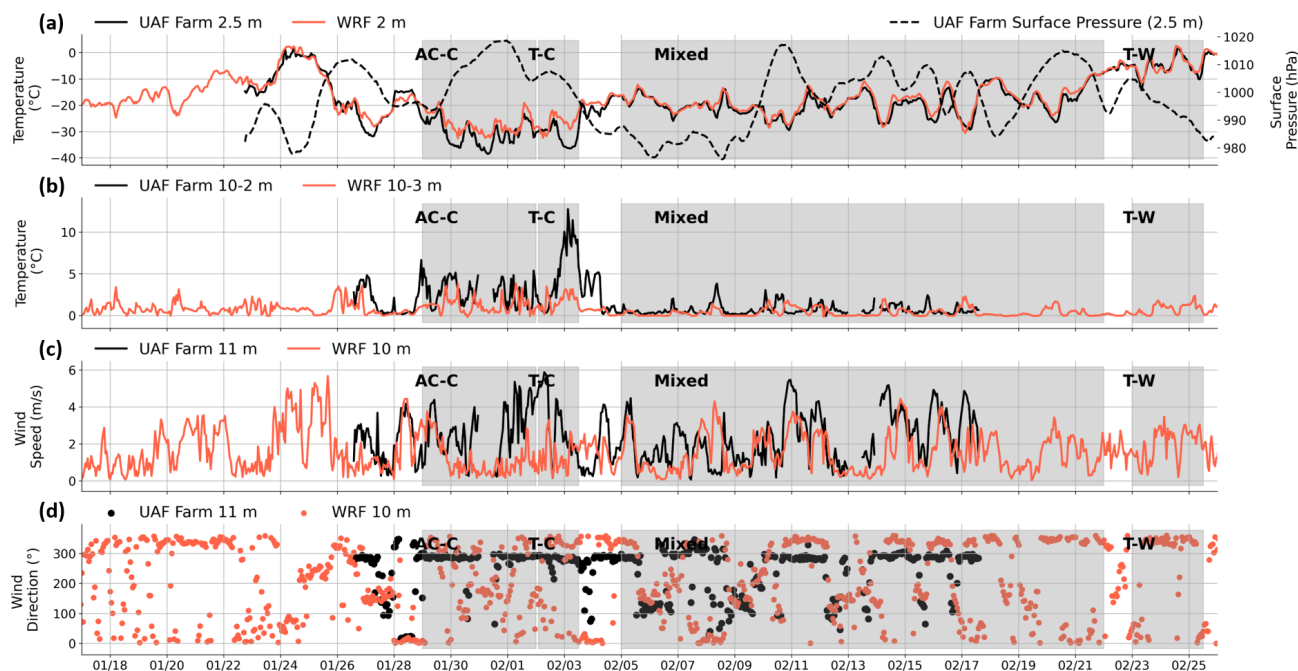 (a) UAF Farm 2.5 m WRF 2 m UAF Farm Surface Pressure (2.5 m)
AC-C T-C Mixed T-W
Temperature
(°C)
0
−10
−20
−30
−40
1020
1010
1000
990
980
Surface
Pressure (hPa)
(b) UAF Farm 10-2 m WRF 10-3 m
AC-C T-C Mixed T-W
Temperature
(°C)
10
5
0
(c) UAF Farm 11 m WRF 10 m
AC-C T-C Mixed T-W
Wind
Speed (m/s)
6
4
2
0
(d) UAF Farm 11 m WRF 10 m
AC-C T-C Mixed T-W
Wind
Direction (°)
300
200
100
0
01/18 01/20 01/22 01/24 01/26 01/28 01/30 02/01 02/03 02/05 02/07 02/09 02/11 02/13 02/15 02/17 02/19 02/21 02/23 02/25